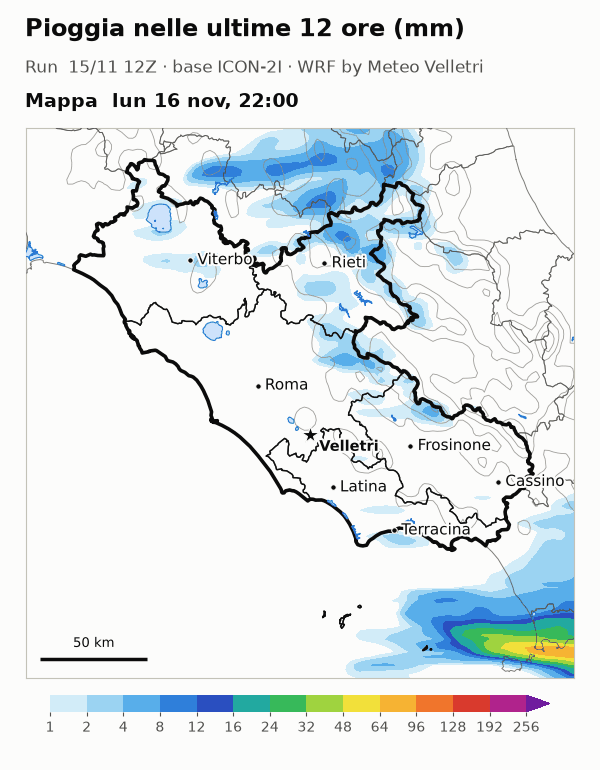 Pioggia nelle ultime 12 ore (mm)
Run  15/11 12Z · base ICON-2I · WRF by Meteo Velletri
Mappa  lun 16 nov, 22:00
Viterbo
Rieti
Roma
Velletri
Frosinone
Cassino
Latina
Terracina
50 km
1 2 4 8 12 16 24 32 48 64 96 128 192 256